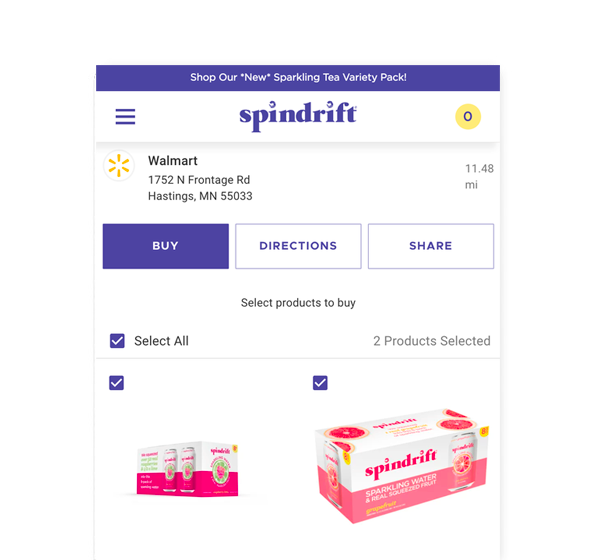 Shop Our *New* Sparkling Tea Variety Pack!
spindrift
0
Walmart
1752 N Frontage Rd
Hastings, MN 55033
11.48
mi
BUY
DIRECTIONS
SHARE
Select products to buy
Select All
2 Products Selected
spindrift
SPARKLING WATER
& REAL SQUEEZED FRUIT
grapefruit
8